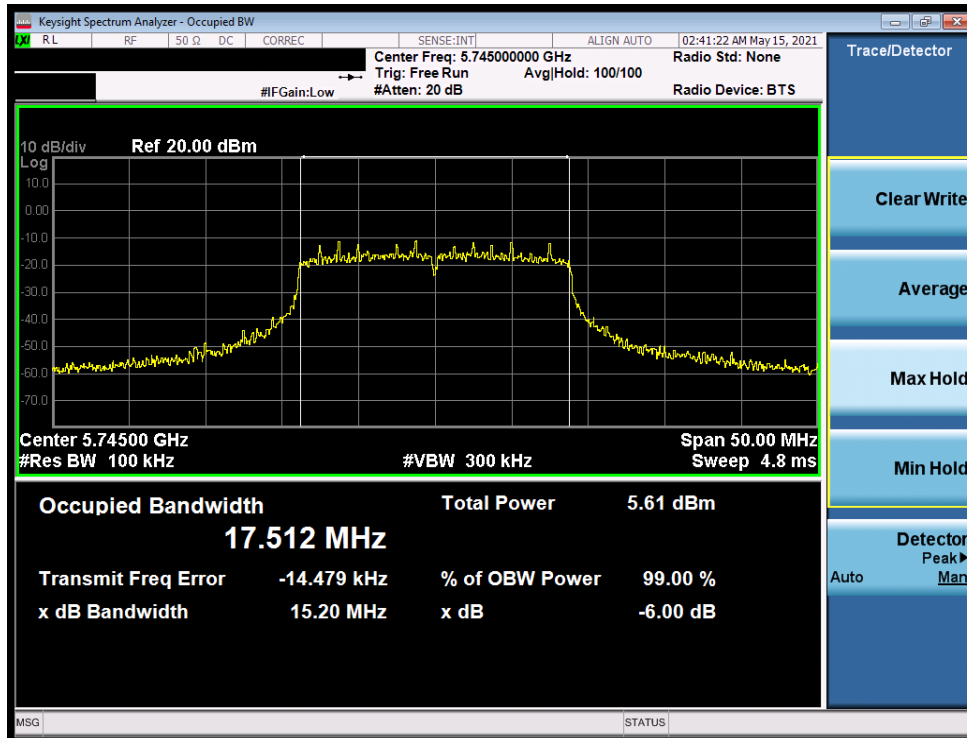 Keysight Spectrum Analyzer - Occupied BW
LXI RL RF 50 Ω DC CORREC SENSE:INT ALIGN AUTO 02:41:22 AM May 15, 2021
Center Freq: 5.745000000 GHz Radio Std: None
Trig: Free Run Avg|Hold: 100/100
#IFGain:Low #Atten: 20 dB Radio Device: BTS
10 dB/div Ref 20.00 dBm
Log
10.0
0.00
-10.0
-20.0
-30.0
-40.0
-50.0
-60.0
-70.0
Center 5.74500 GHz Span 50.00 MHz
#Res BW 100 kHz #VBW 300 kHz Sweep 4.8 ms
Occupied Bandwidth Total Power 5.61 dBm
17.512 MHz
Transmit Freq Error -14.479 kHz % of OBW Power 99.00 %
x dB Bandwidth 15.20 MHz x dB -6.00 dB
MSG STATUS
Trace/Detector
Clear Write
Average
Max Hold
Min Hold
Detector
Peak▶
Auto Man